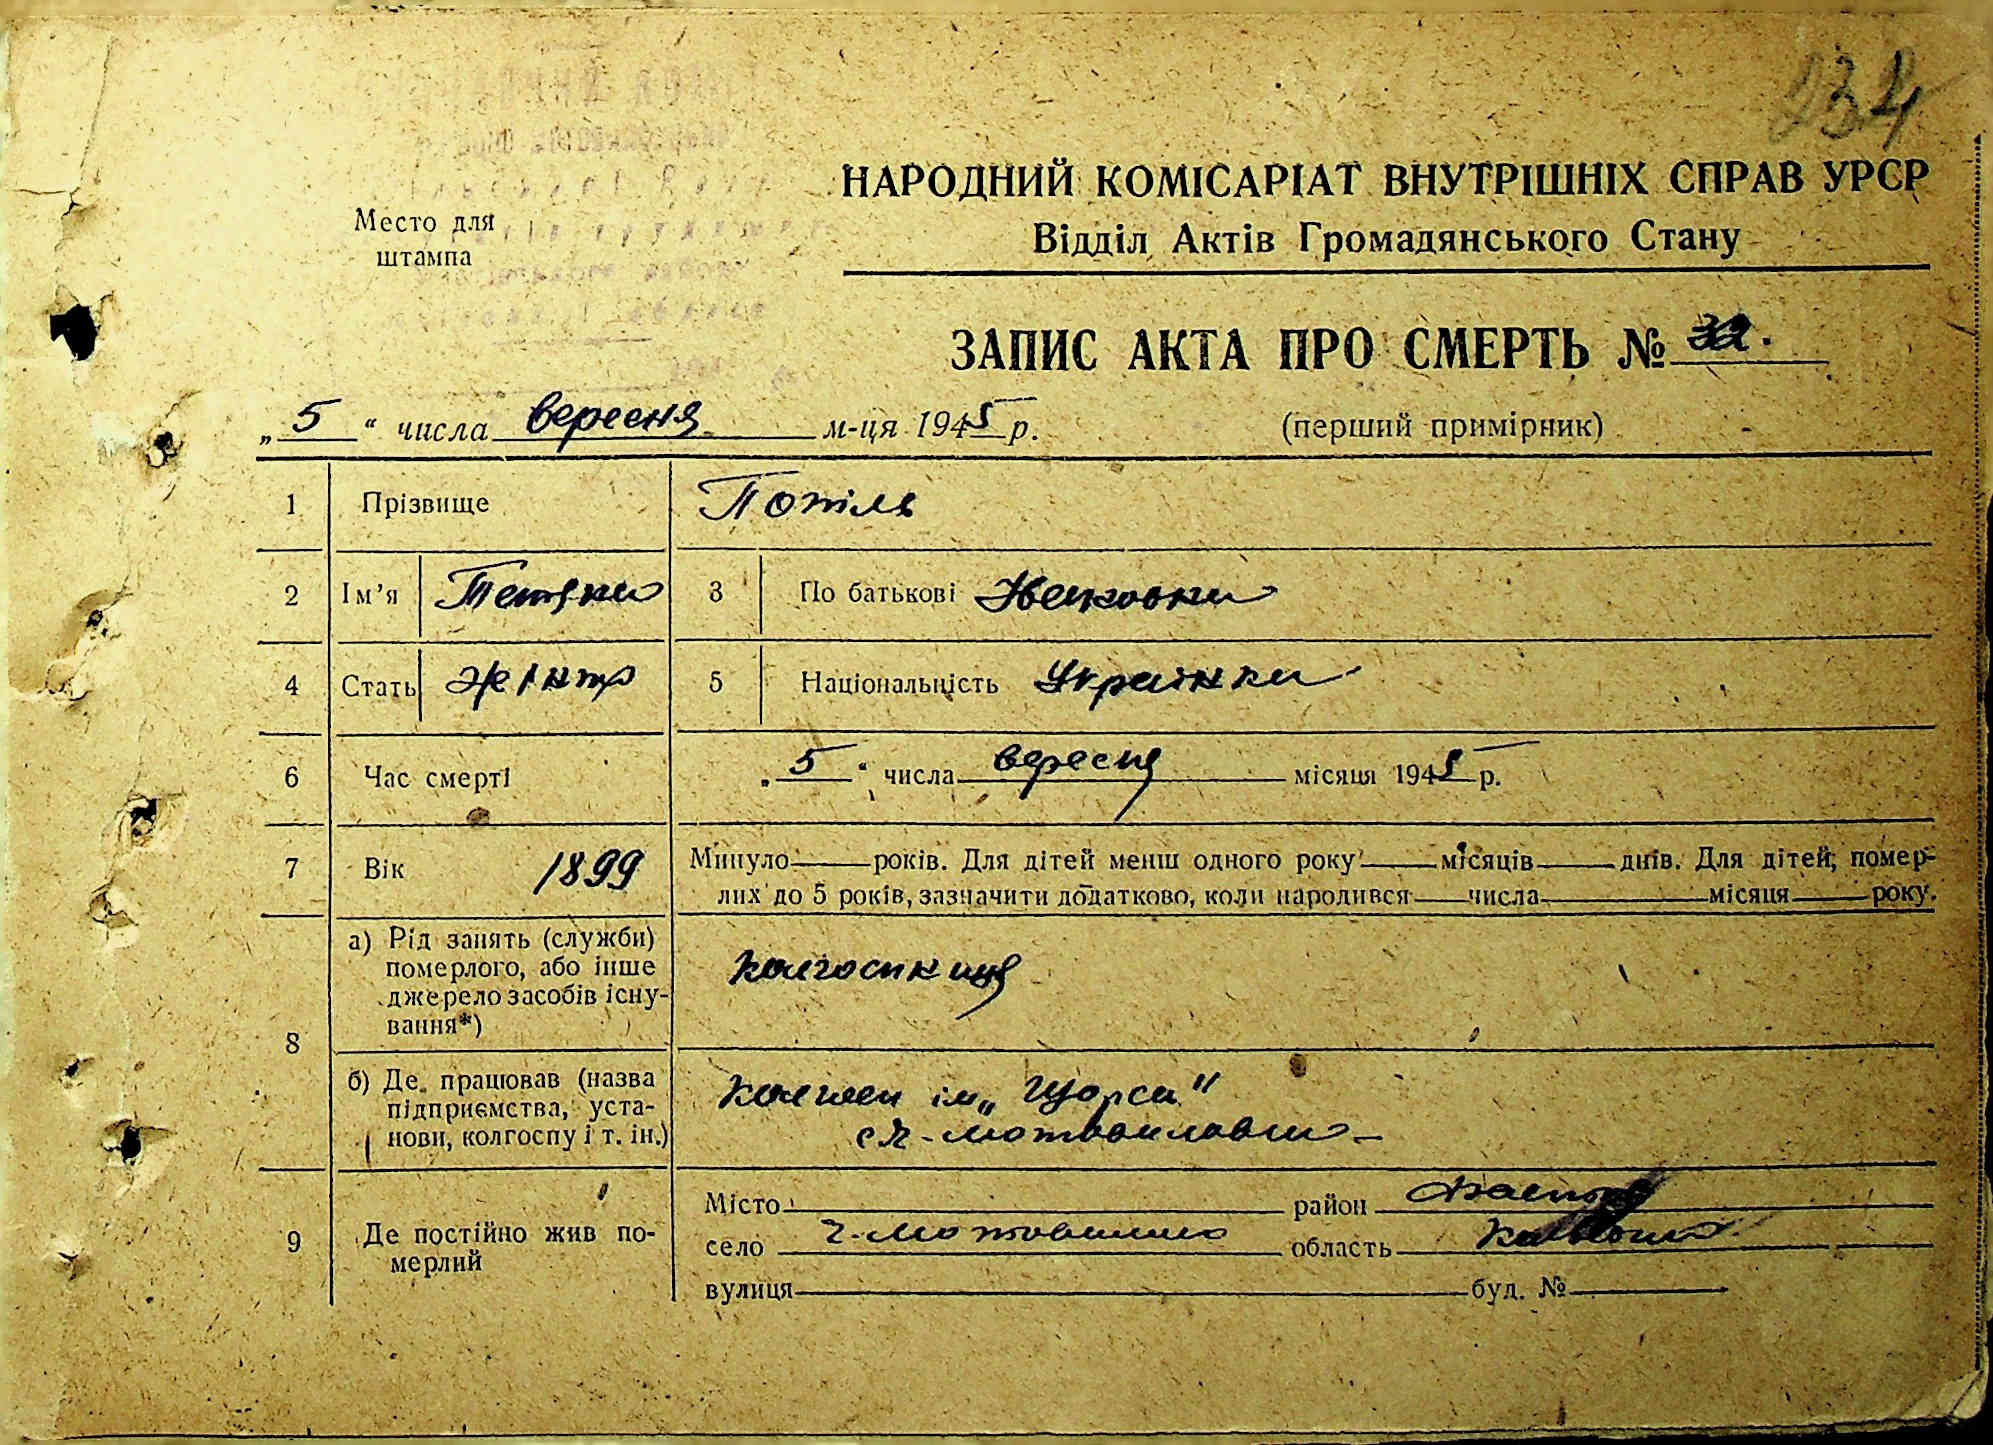 34
НАРОДНИЙ КОМІСАРІАТ ВНУТРІШНІХ СПРАВ УРСР
Відділ Актів Громадянського Стану
Место для
штампа
ЗАПИС АКТА ПРО СМЕРТЬ № 32.
„5“ числа вересня м-ця 1945 р.
(перший примірник)
1 Прізвище
2 Ім'я Тетяна 3 По батькові
4 Стать 5 Національність Українка
6 Час смерті „5“ числа вересня місяця 1945 р.
7 Вік 1899 Минуло років. Для дітей менш одного року місяців днів. Для дітей, помер-
лих до 5 років, зазначити додатково, коли народився числа місяця року.
8 а) Рід занять (служби)
померлого, або інше
джерело засобів існу-
вання*)
колгоспниця
б) Де працював (назва
підприємства, уста-
нови, колгоспу і т. ін.)
ім „Щорса"
9 Де постійно жив по-
мерлий
Місто район
село область
вулиця буд. №